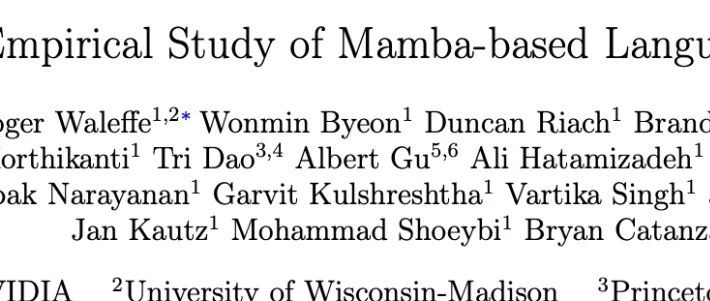 Empirical Study of Mamba-based Langu
oger Waleffe¹,²* Wonmin Byeon¹ Duncan Riach¹ Brand
orthikanti¹ Tri Dao³,⁴ Albert Gu⁵,⁶ Ali Hatamizadeh¹
pak Narayanan¹ Garvit Kulshreshtha¹ Vartika Singh¹
Jan Kautz¹ Mohammad Shoeybi¹ Bryan Catanz
VIDIA ²University of Wisconsin-Madison ³Princeto